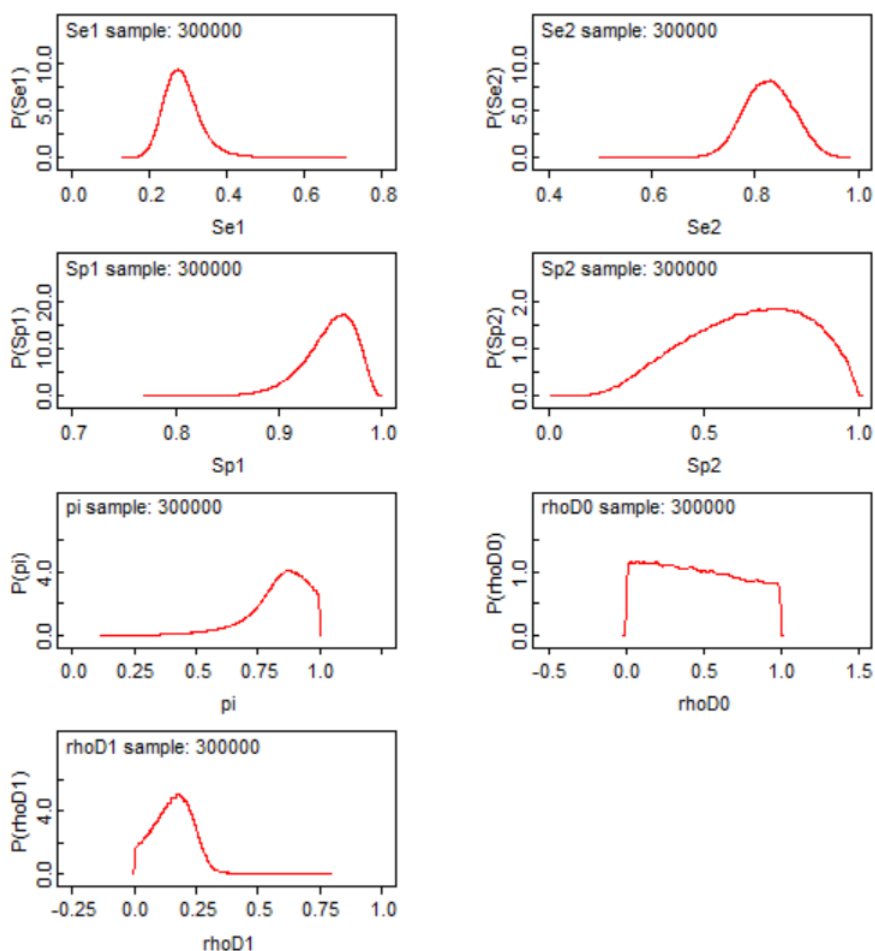 Se1 sample: 300000
P(Se1)
10.0
5.0
0.0
0.0 0.2 0.4 0.6 0.8
Se1
Se2 sample: 300000
P(Se2)
10.0
5.0
0.0
0.4 0.6 0.8 1.0
Se2
Sp1 sample: 300000
P(Sp1)
20.0
10.0
0.0
0.7 0.8 0.9 1.0
Sp1
Sp2 sample: 300000
P(Sp2)
2.0
1.0
0.0
0.0 0.5 1.0
Sp2
pi sample: 300000
P(pi)
4.0
0.0
0.0 0.25 0.5 0.75 1.0
pi
rhoD0 sample: 300000
P(rhoD0)
1.0
0.0
-0.5 0.0 0.5 1.0 1.5
rhoD0
rhoD1 sample: 300000
P(rhoD1)
4.0
0.0
-0.25 0.0 0.25 0.5 0.75 1.0
rhoD1